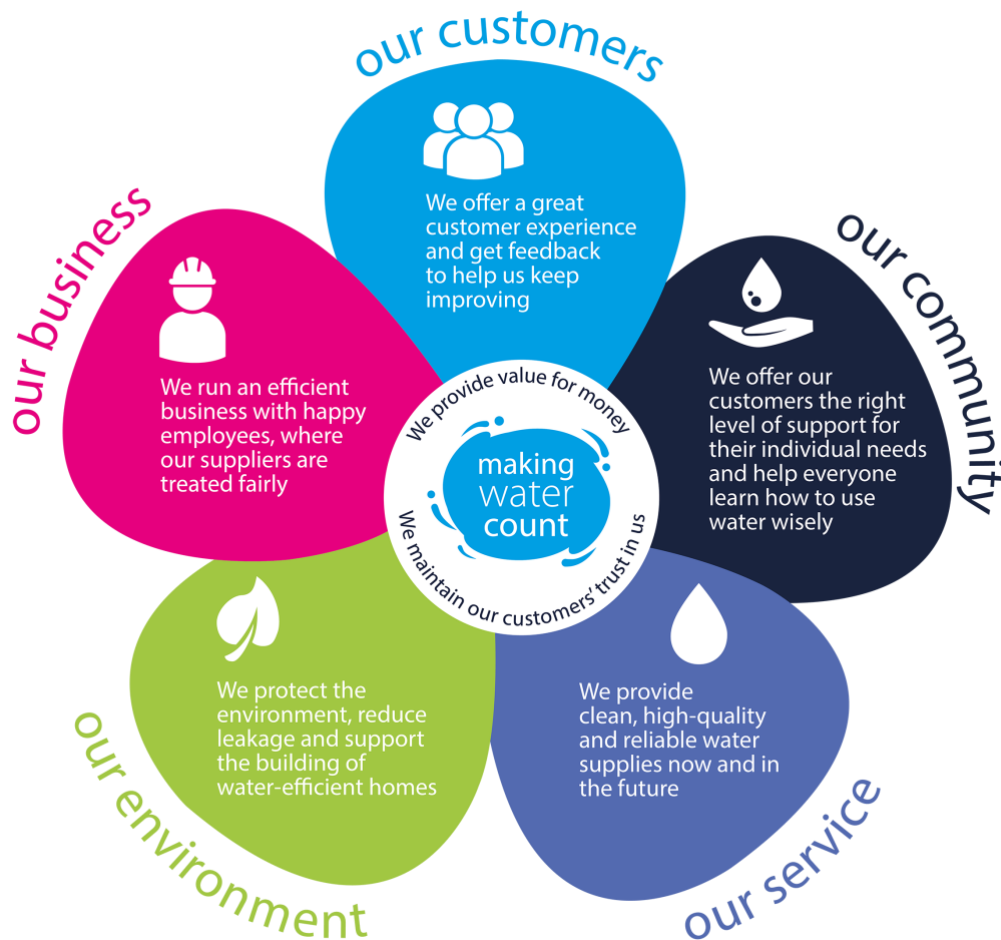 our customers
We offer a great
customer experience
and get feedback
to help us keep
improving
our community
We offer our
customers the right
level of support for
their individual needs
and help everyone
learn how to use
water wisely
our service
We provide
clean, high-quality
and reliable water
supplies now and in
the future
our environment
We protect the
environment, reduce
leakage and support
the building of
water-efficient homes
our business
We run an efficient
business with happy
employees, where
our suppliers are
treated fairly
We provide value for money
making
water
count
We maintain our customers' trust in us